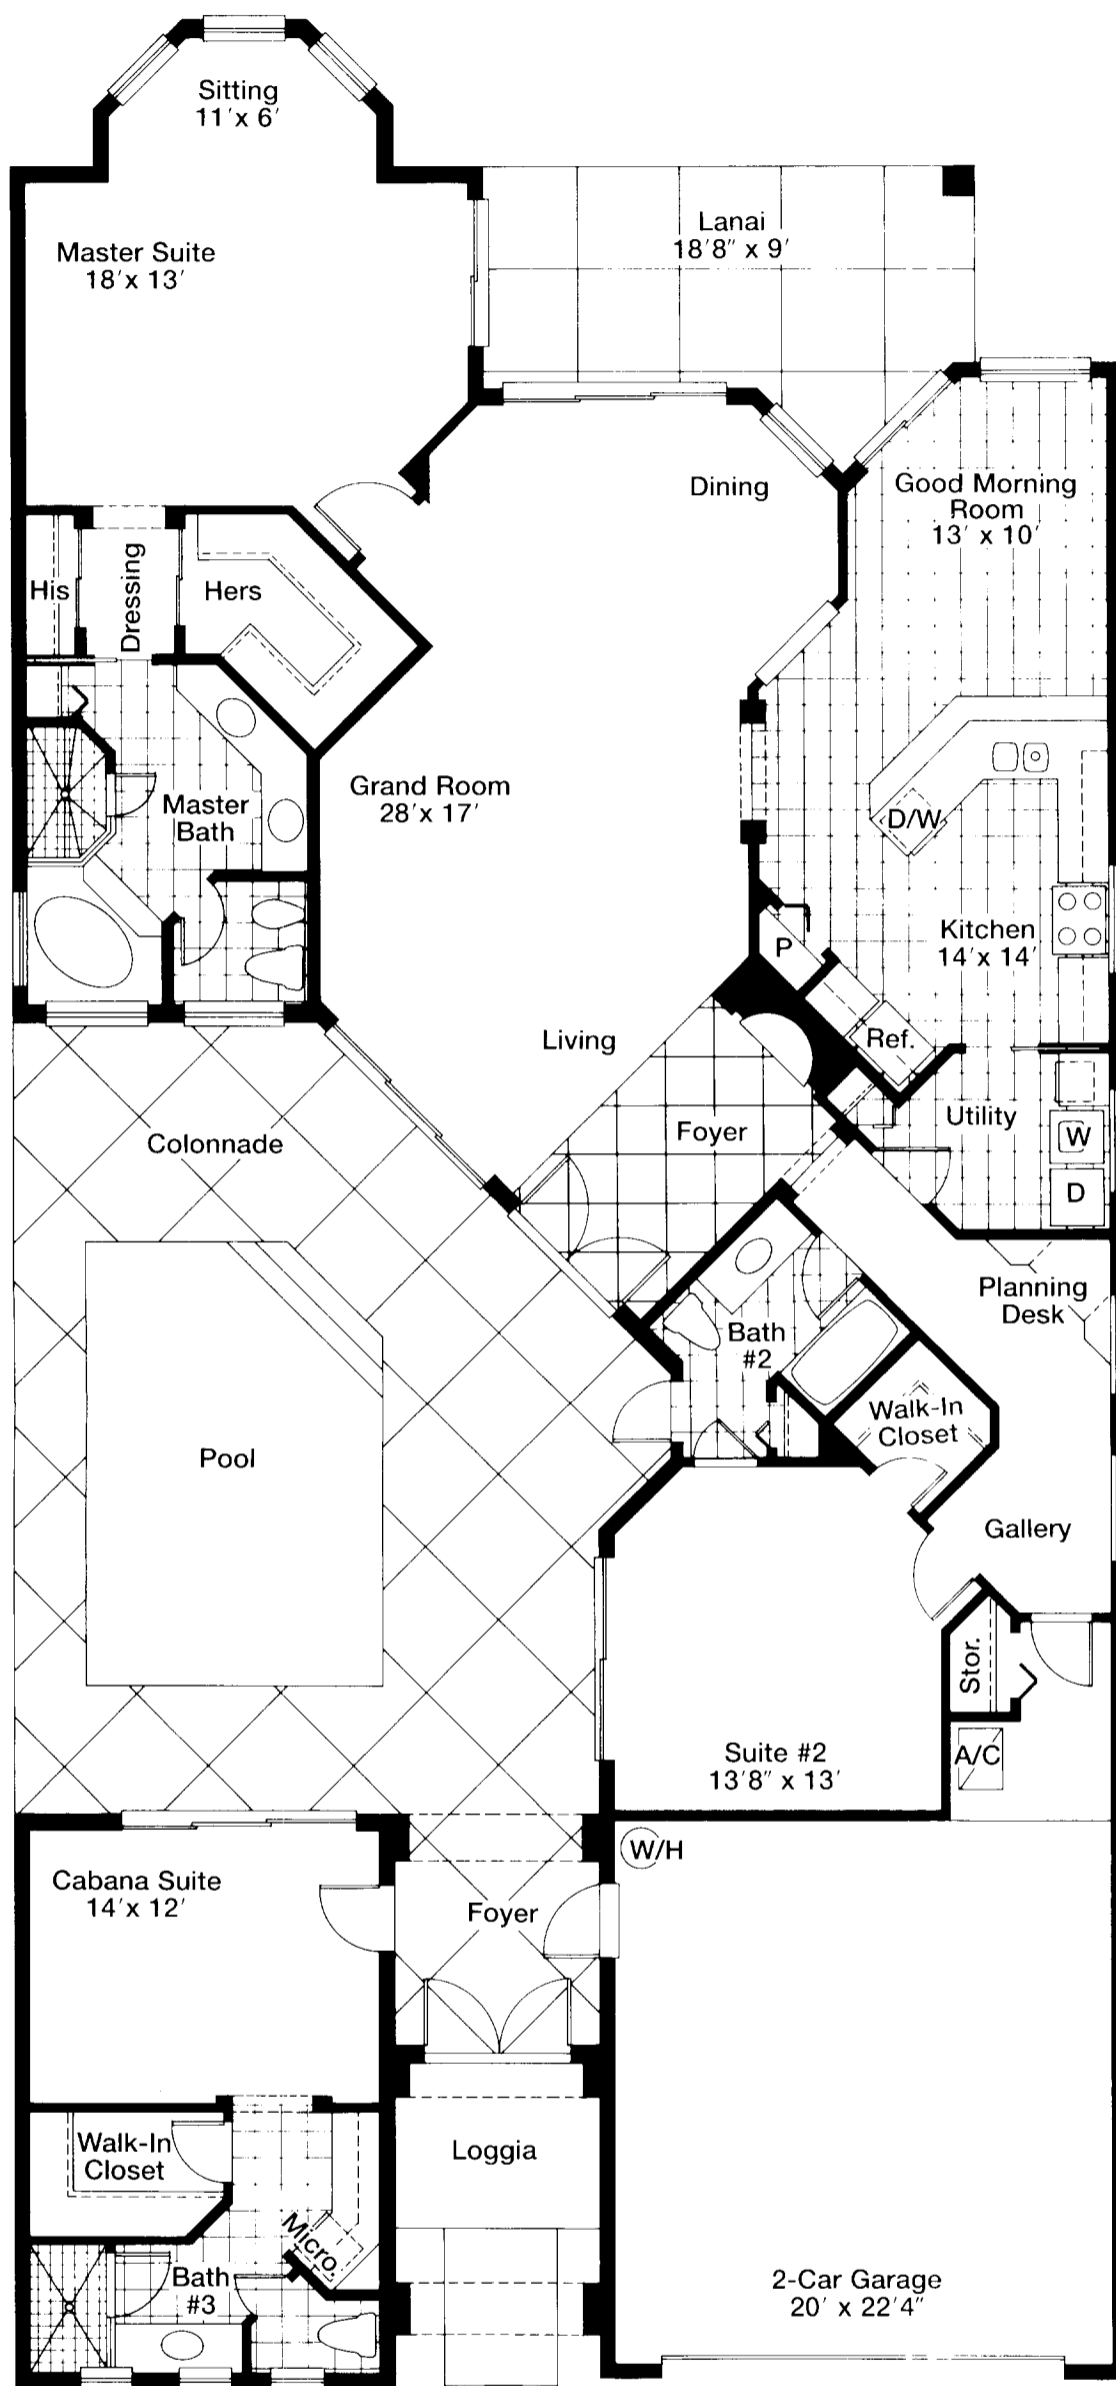 Sitting
11'x 6'
Master Suite
18'x 13'
Lanai
18'8" x 9'
Dining
Good Morning
Room
13' x 10'
His
Dressing
Hers
Master
Bath
Grand Room
28'x 17'
D/W
Kitchen
14'x 14'
P
Ref.
Living
Foyer
Utility
W
D
Colonnade
Planning
Desk
Bath
#2
Walk-In
Closet
Pool
Gallery
Stor.
A/C
Suite #2
13'8" x 13'
W/H
Cabana Suite
14'x 12'
Foyer
Walk-In
Closet
Loggia
Micro.
Bath
#3
2-Car Garage
20' x 22'4"